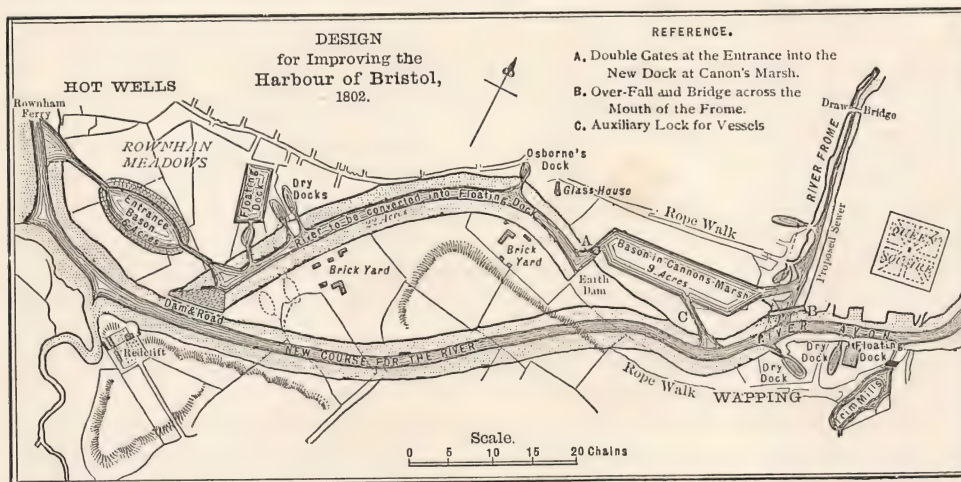 DESIGN
for Improving the
Harbour of Bristol,
1802.
REFERENCE.
A. Double Gates at the Entrance into the
New Dock at Canon's Marsh.
B. Over-Fall and Bridge across the
Mouth of the Frome.
C. Auxiliary Lock for Vessels
HOT WELLS
Rownham
Ferry
ROWNHAN
MEADOWS
Entrance
Bason
Acres
Floating
Dock
Dry
Docks
River to be converted into Floating Dock
Acres
Osborne's
Dock
Glass-House
Rope Walk
Draw Bridge
RIVER FROME
Proposed Sewer
QUEEN
SQUARE
A
Bason in Cannons Marsh
9 Acres
Earth
Dam
Brick Yard
Brick
Yard
C
B
RIVER AVON
Dam & Road
NEW COURSE FOR THE RIVER
Redclift
Rope Walk
Dry
Dock
Dry
Dock
Floating
Dock
WAPPING
Mills
Scale.
0 5 10 15 20 Chains